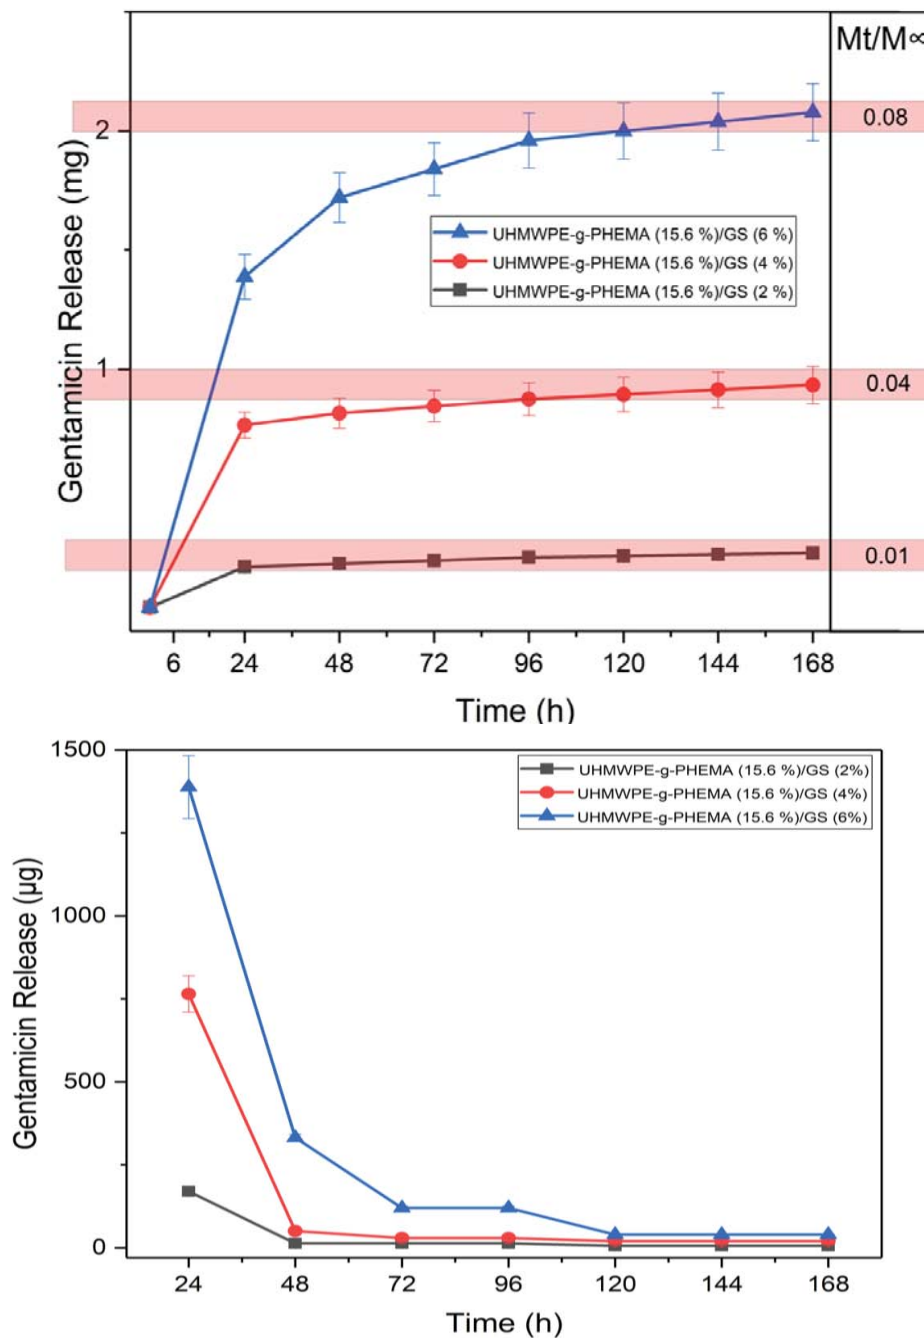 Mt/M∞
0.08
2
UHMWPE-g-PHEMA (15.6 %)/GS (6 %)
UHMWPE-g-PHEMA (15.6 %)/GS (4 %)
UHMWPE-g-PHEMA (15.6 %)/GS (2 %)
Gentamicin Release (mg)
1
0.04
0.01
6 24 48 72 96 120 144 168
Time (h)
1500
UHMWPE-g-PHEMA (15.6 %)/GS (2%)
UHMWPE-g-PHEMA (15.6 %)/GS (4%)
UHMWPE-g-PHEMA (15.6 %)/GS (6%)
1000
Gentamicin Release (µg)
500
0
24 48 72 96 120 144 168
Time (h)